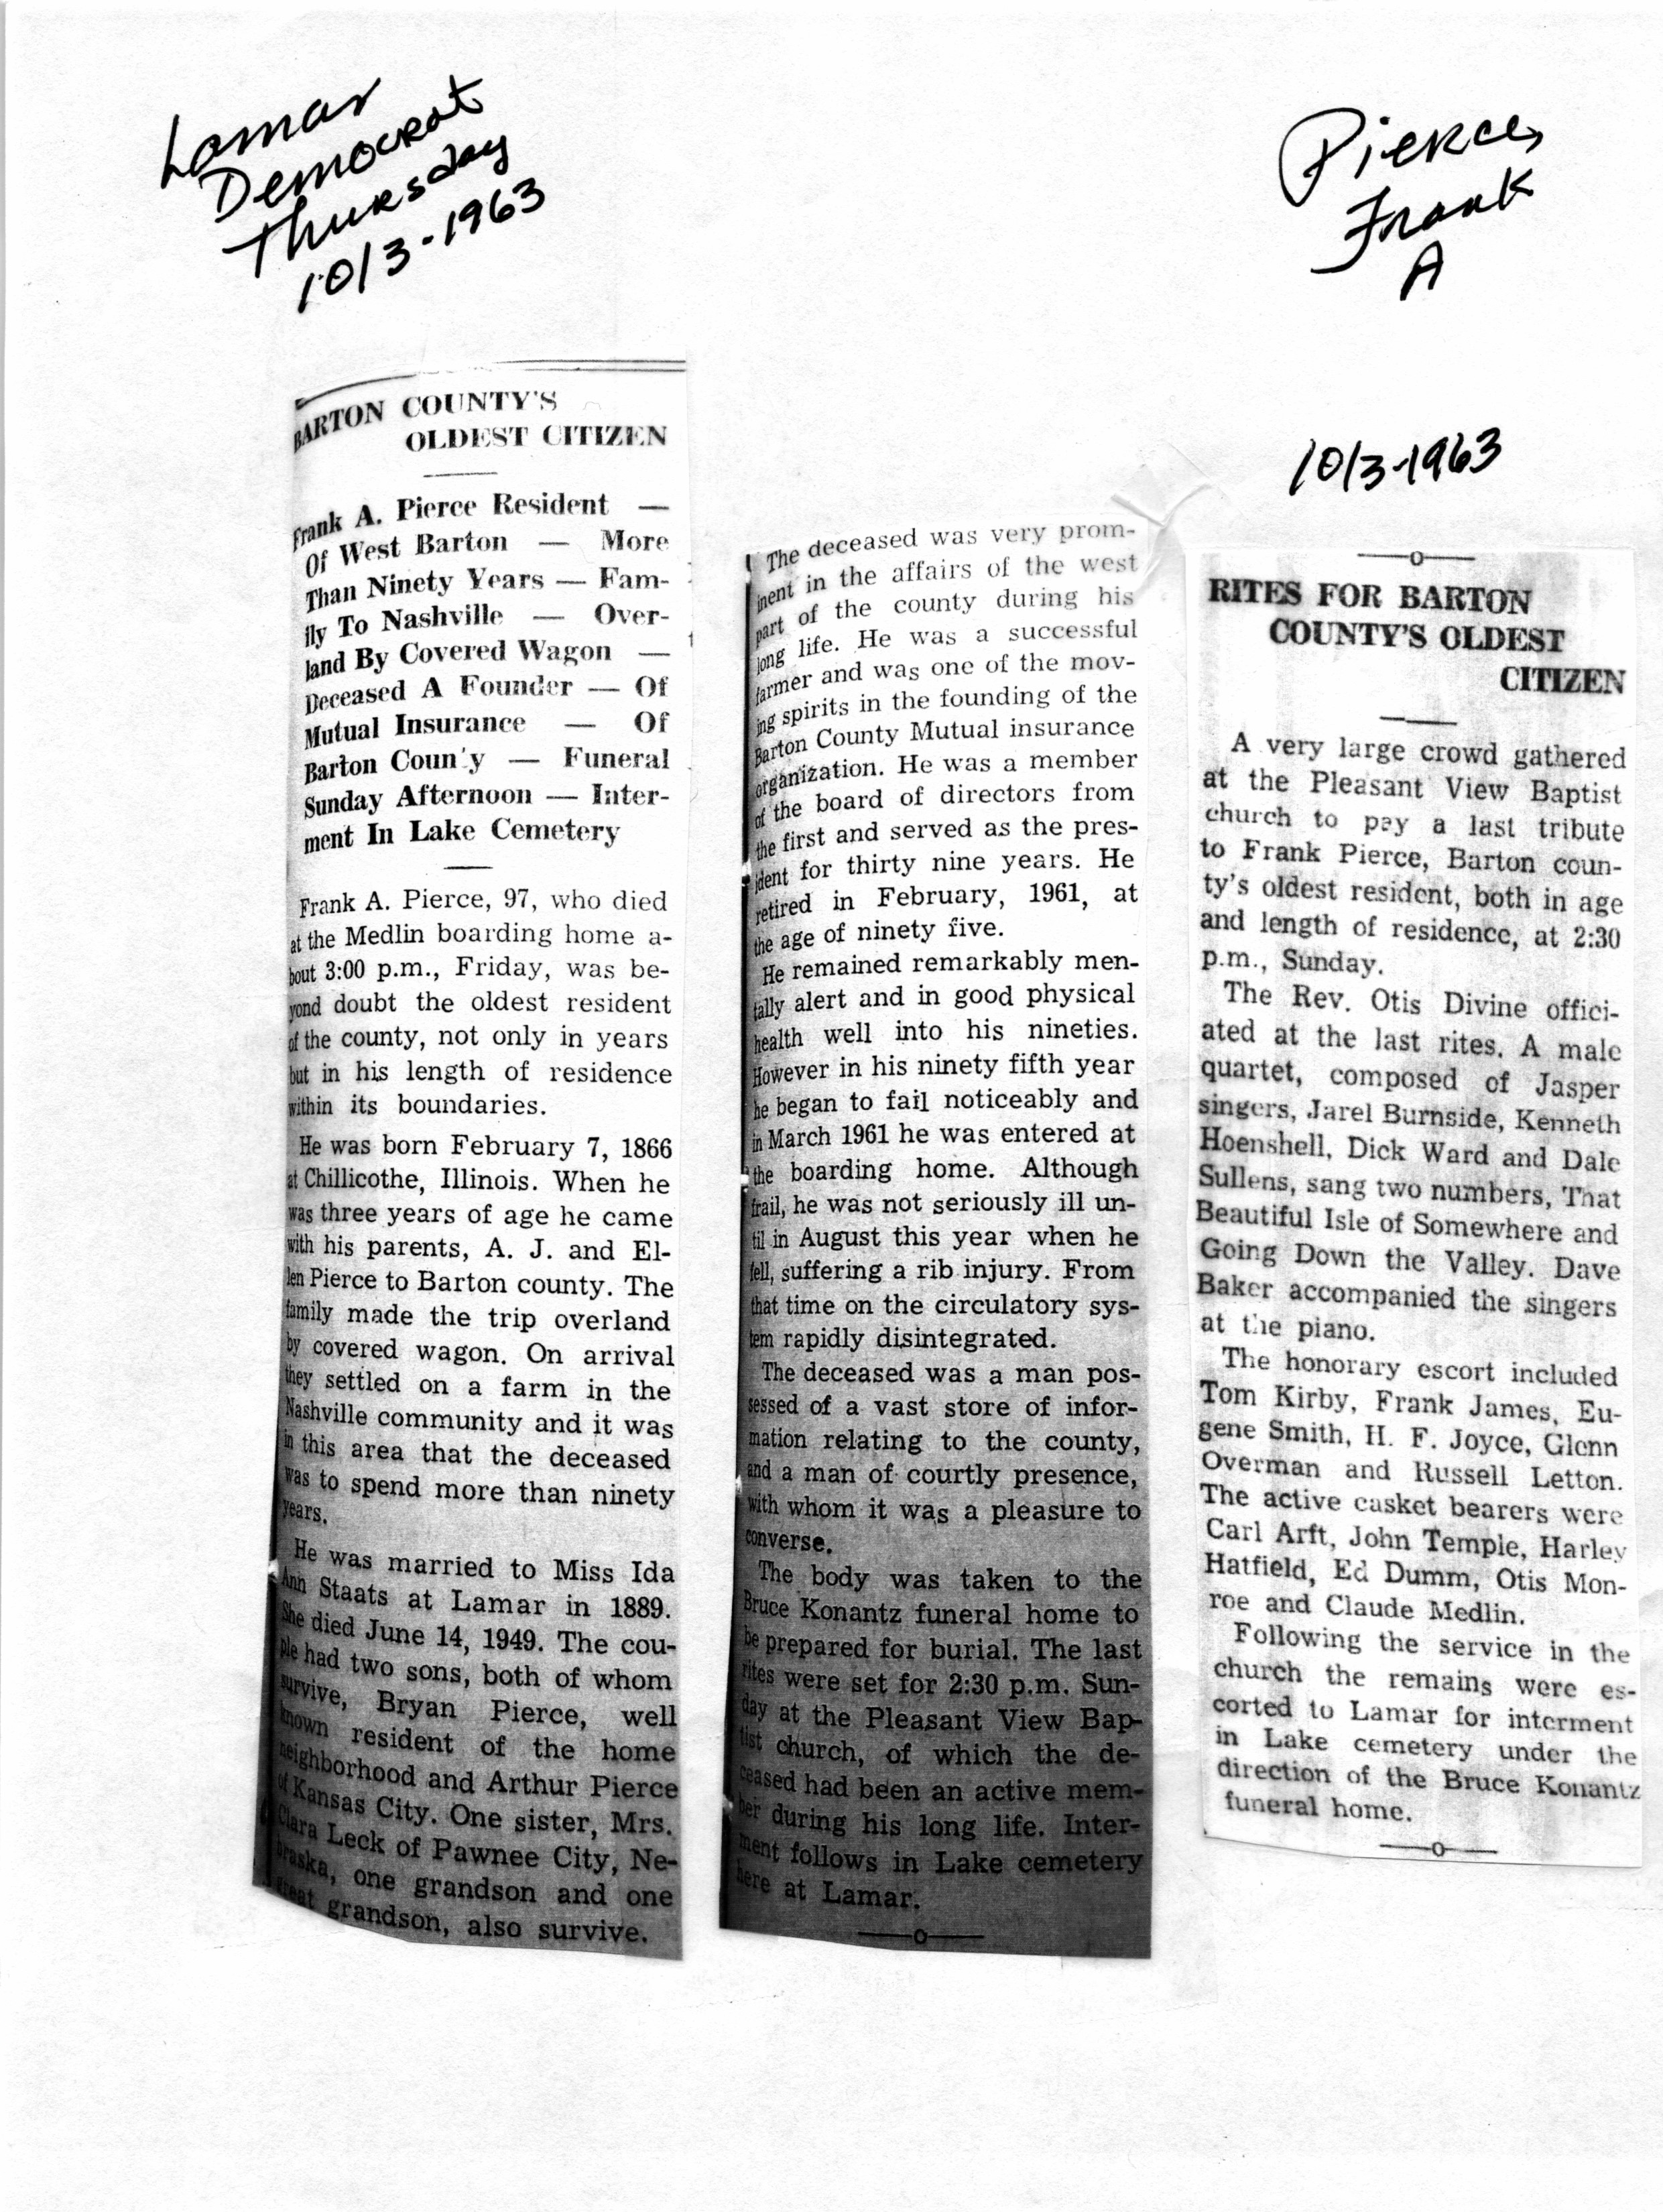 Lamar
Democrat
Thursday
10/3-1963
Pierce,
Frank
A
BARTON COUNTY'S
OLDEST CITIZEN
Frank A. Pierce Resident —
Of West Barton — More
Than Ninety Years — Fam-
ily To Nashville — Over-
land By Covered Wagon —
Deceased A Founder — Of
Mutual Insurance — Of
Barton Coun'y — Funeral
Sunday Afternoon — Inter-
ment In Lake Cemetery
Frank A. Pierce, 97, who died
at the Medlin boarding home a-
bout 3:00 p.m., Friday, was be-
yond doubt the oldest resident
of the county, not only in years
but in his length of residence
within its boundaries.
He was born February 7, 1866
at Chillicothe, Illinois. When he
was three years of age he came
with his parents, A. J. and El-
len Pierce to Barton county. The
family made the trip overland
by covered wagon. On arrival
they settled on a farm in the
Nashville community and it was
in this area that the deceased
was to spend more than ninety
years.
He was married to Miss Ida
Ann Staats at Lamar in 1889.
She died June 14, 1949. The cou-
ple had two sons, both of whom
survive, Bryan Pierce, well
known resident of the home
neighborhood and Arthur Pierce
of Kansas City. One sister, Mrs.
Clara Leck of Pawnee City, Ne-
braska, one grandson and one
great grandson, also survive.
The deceased was very prom-
inent in the affairs of the west
part of the county during his
long life. He was a successful
farmer and was one of the mov-
ing spirits in the founding of the
Barton County Mutual insurance
organization. He was a member
of the board of directors from
the first and served as the pres-
ident for thirty nine years. He
retired in February, 1961, at
the age of ninety five.
He remained remarkably men-
tally alert and in good physical
health well into his nineties.
However in his ninety fifth year
he began to fail noticeably and
in March 1961 he was entered at
the boarding home. Although
frail, he was not seriously ill un-
til in August this year when he
fell, suffering a rib injury. From
that time on the circulatory sys-
tem rapidly disintegrated.
The deceased was a man pos-
sessed of a vast store of infor-
mation relating to the county,
and a man of courtly presence,
with whom it was a pleasure to
converse.
The body was taken to the
Bruce Konantz funeral home to
be prepared for burial. The last
rites were set for 2:30 p.m. Sun-
day at the Pleasant View Bap-
tist church, of which the de-
ceased had been an active mem-
ber during his long life. Inter-
ment follows in Lake cemetery
here at Lamar.
10/3-1963
RITES FOR BARTON
COUNTY'S OLDEST
CITIZEN
A very large crowd gathered
at the Pleasant View Baptist
church to pay a last tribute
to Frank Pierce, Barton coun-
ty's oldest resident, both in age
and length of residence, at 2:30
p.m., Sunday.
The Rev. Otis Divine offici-
ated at the last rites. A male
quartet, composed of Jasper
singers, Jarel Burnside, Kenneth
Hoenshell, Dick Ward and Dale
Sullens, sang two numbers, That
Beautiful Isle of Somewhere and
Going Down the Valley. Dave
Baker accompanied the singers
at the piano.
The honorary escort included
Tom Kirby, Frank James, Eu-
gene Smith, H. F. Joyce, Glenn
Overman and Russell Letton.
The active casket bearers were
Carl Arft, John Temple, Harley
Hatfield, Ed Dumm, Otis Mon-
roe and Claude Medlin.
Following the service in the
church the remains were es-
corted to Lamar for interment
in Lake cemetery under the
direction of the Bruce Konantz
funeral home.